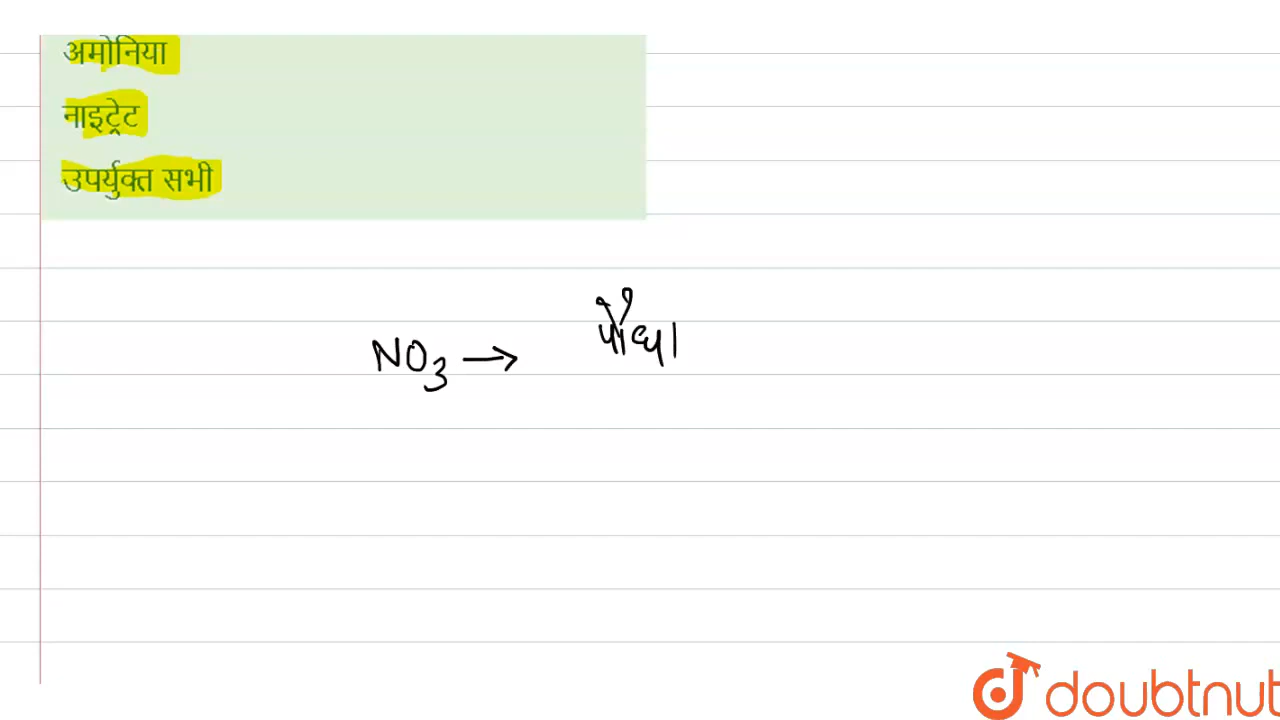 अमोनिया
नाइट्रेट
उपर्युक्त सभी
NO3 → पौधा
doubtnut